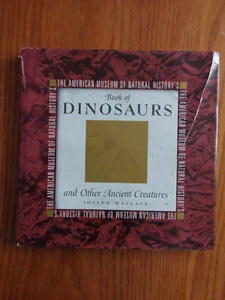 THE AMERICAN MUSEUM OF NATURAL HISTORY'S
Book of
DINOSAURS
and Other Ancient Creatures
JOSEPH WALLACE
THE AMERICAN MUSEUM OF NATURAL HISTORY'S
THE AMERICAN MUSEUM OF NATURAL HISTORY'S
THE AMERICAN MUSEUM OF NATURAL HISTORY'S